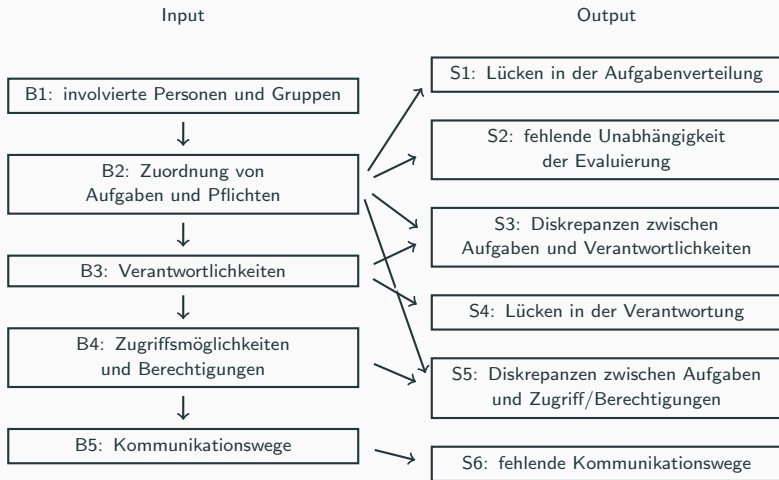 Input
Output
B1: involvierte Personen und Gruppen
B2: Zuordnung von
Aufgaben und Pflichten
B3: Verantwortlichkeiten
B4: Zugriffsmöglichkeiten
und Berechtigungen
B5: Kommunikationswege
S1: Lücken in der Aufgabenverteilung
S2: fehlende Unabhängigkeit
der Evaluierung
S3: Diskrepanzen zwischen
Aufgaben und Verantwortlichkeiten
S4: Lücken in der Verantwortung
S5: Diskrepanzen zwischen Aufgaben
und Zugriff/Berechtigungen
S6: fehlende Kommunikationswege